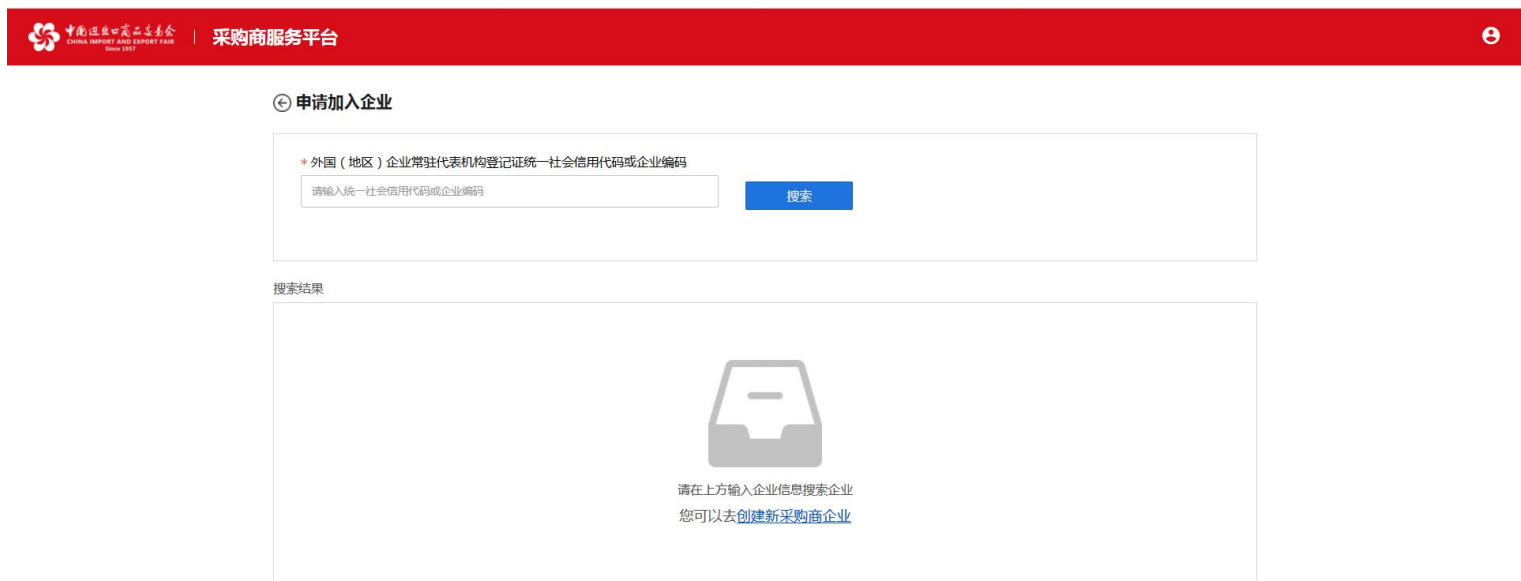 中国进出口商品交易会
CHINA IMPORT AND EXPORT FAIR
Since 1957
采购商服务平台
申请加入企业
* 外国（地区）企业常驻代表机构登记证统一社会信用代码或企业编码
请输入统一社会信用代码或企业编码
搜索
搜索结果
请在上方输入企业信息搜索企业
您可以去创建新采购商企业